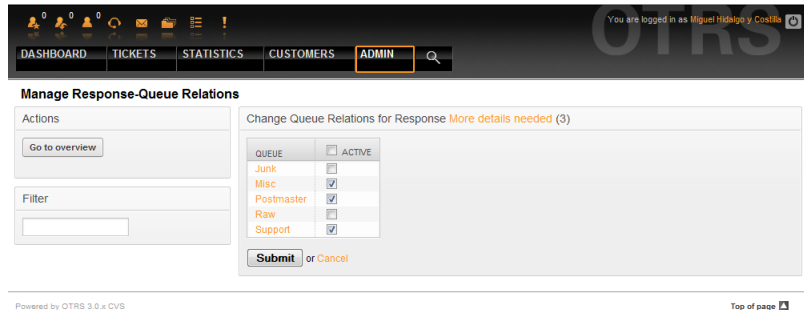 0 0 0
You are logged in as Miguel Hidalgo y Costilla
OTRS
DASHBOARD TICKETS STATISTICS CUSTOMERS ADMIN
Manage Response-Queue Relations
Actions
Go to overview
Filter
Change Queue Relations for Response More details needed (3)
QUEUE ACTIVE
Junk
Misc
Postmaster
Raw
Support
Submit or Cancel
Powered by OTRS 3.0.x CVS
Top of page